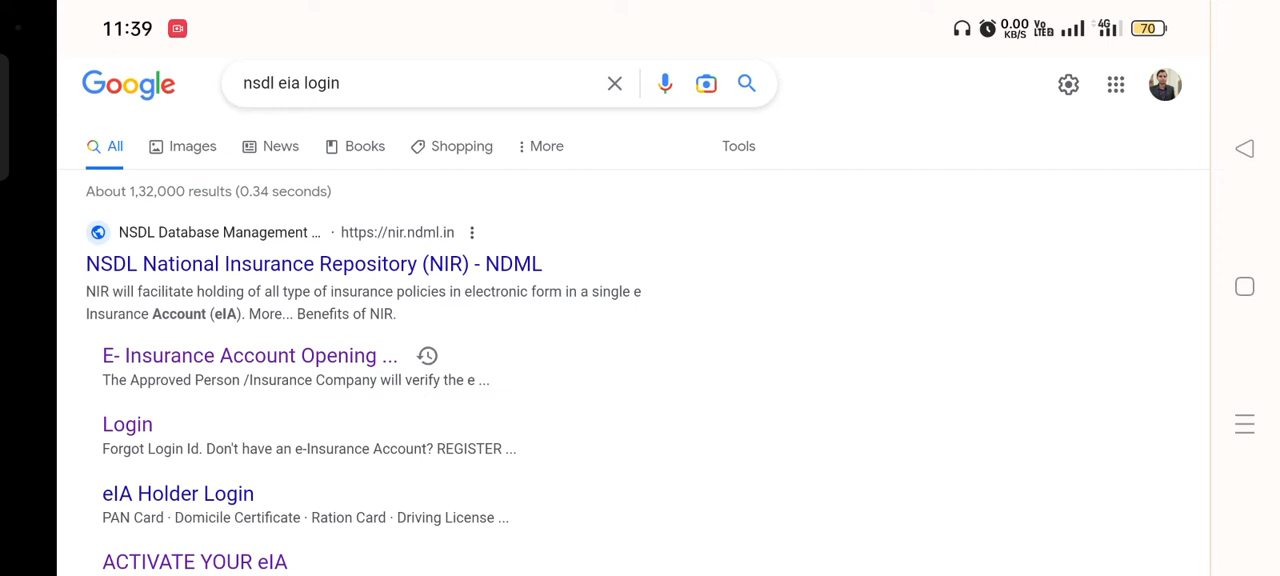 11:39 0.00 KB/S Vo LTE2 4G 70
Google nsdl eia login
All Images News Books Shopping More Tools
About 1,32,000 results (0.34 seconds)
NSDL Database Management ... · https://nir.ndml.in
NSDL National Insurance Repository (NIR) - NDML
NIR will facilitate holding of all type of insurance policies in electronic form in a single e
Insurance Account (eIA). More... Benefits of NIR.
E- Insurance Account Opening ...
The Approved Person /Insurance Company will verify the e ...
Login
Forgot Login Id. Don't have an e-Insurance Account? REGISTER ...
eIA Holder Login
PAN Card · Domicile Certificate · Ration Card · Driving License ...
ACTIVATE YOUR eIA